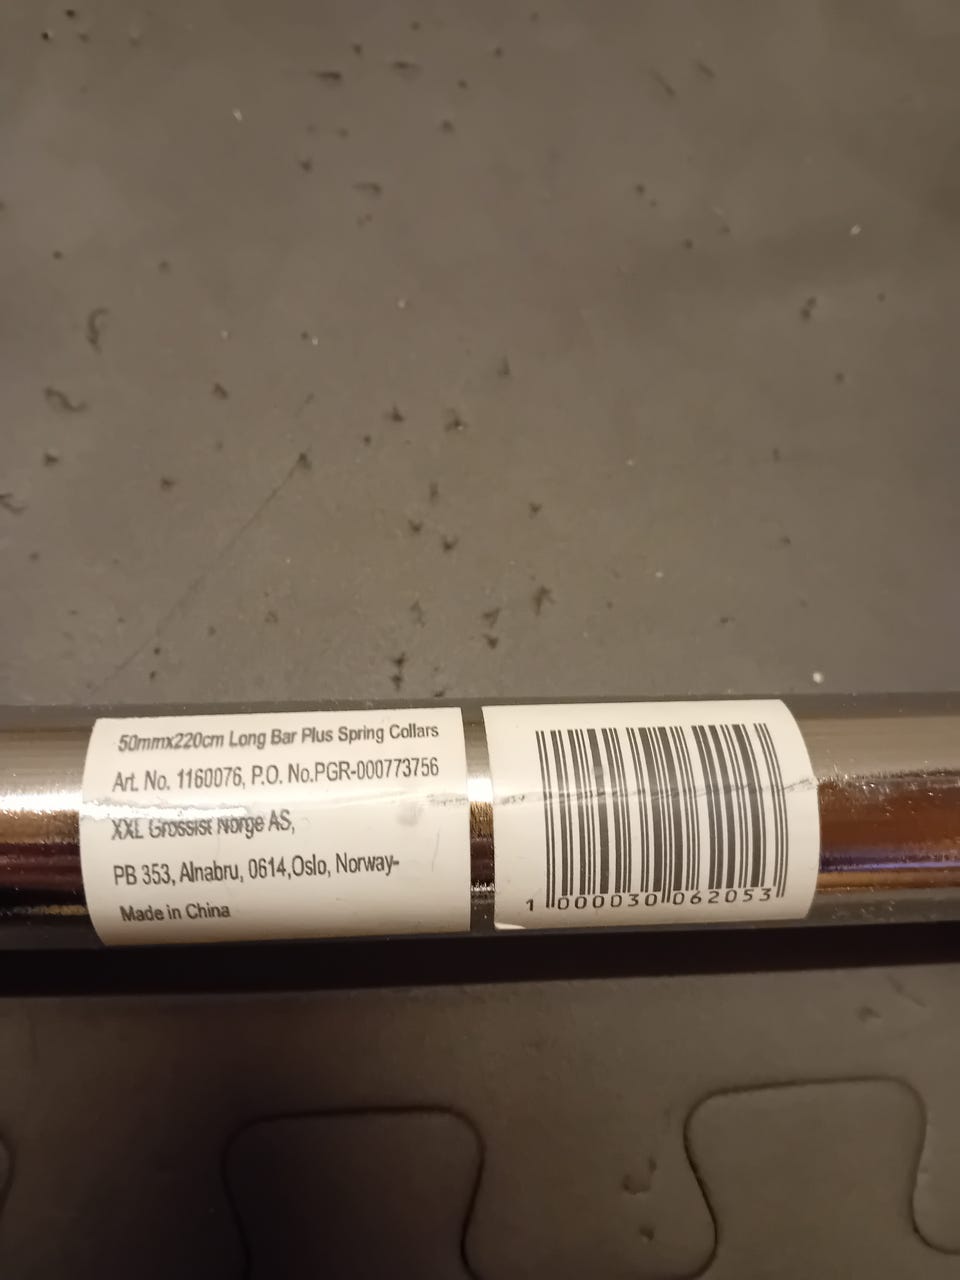 50mmx220cm Long Bar Plus Spring Collars
Art. No. 1160076, P.O. No.PGR-000773756
XXL Grossist Norge AS,
PB 353, Alnabru, 0614,Oslo, Norway-
Made in China
1 000030 062053